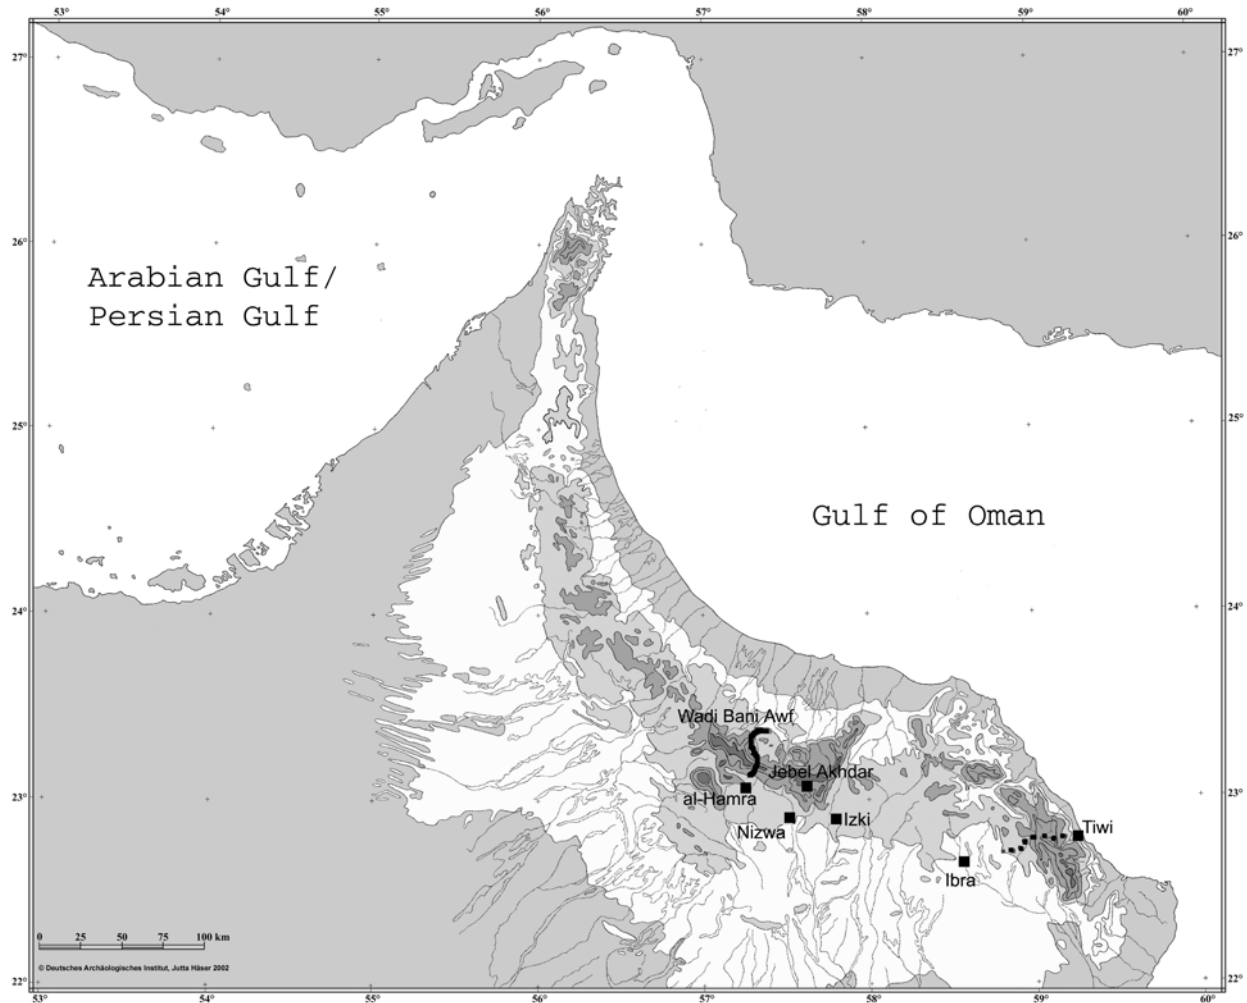 53° 54° 55° 56° 57° 58° 59° 60°
27° 27°
26° 26°
Arabian Gulf/
Persian Gulf
25° 25°
Gulf of Oman
24° 24°
Wadi Bani Awf
Jebel Akhdar
al-Hamra
23° 23°
Nizwa
Izki
Tiwi
Ibra
0 25 50 75 100 km
© Deutsches Archäologisches Institut, Jutta Häser 2002
22° 22°
53° 54° 55° 56° 57° 58° 59° 60°